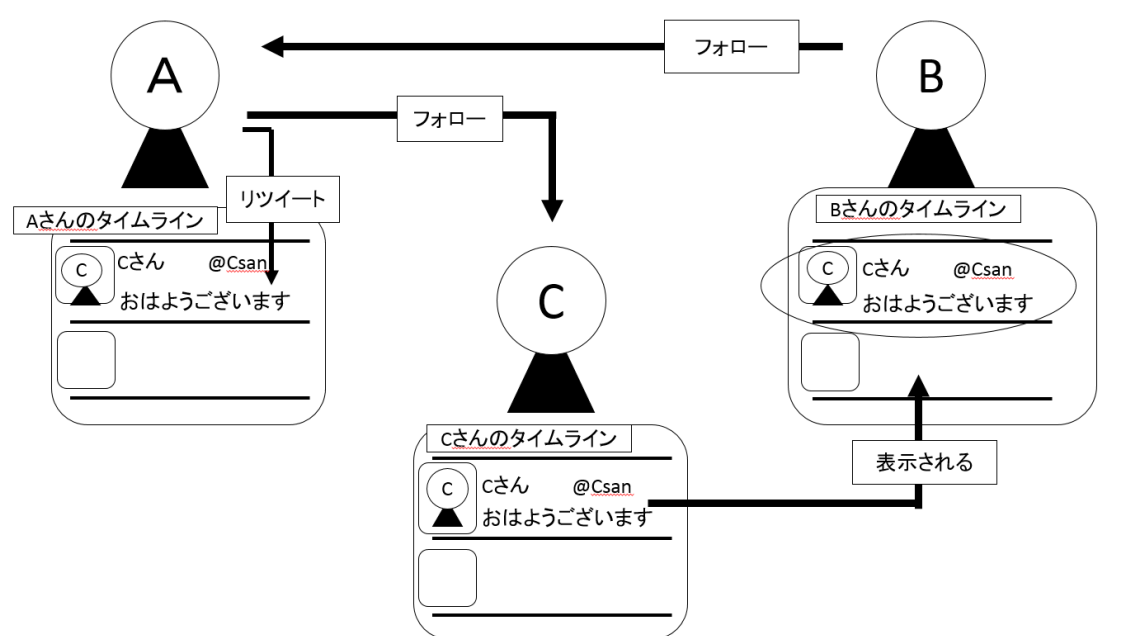 フォロー
A
B
フォロー
リツイート
Aさんのタイムライン
Bさんのタイムライン
C
Cさん
@Csan
おはようございます
C
Cさん
@Csan
おはようございます
C
Cさんのタイムライン
表示される
C
Cさん
@Csan
おはようございます